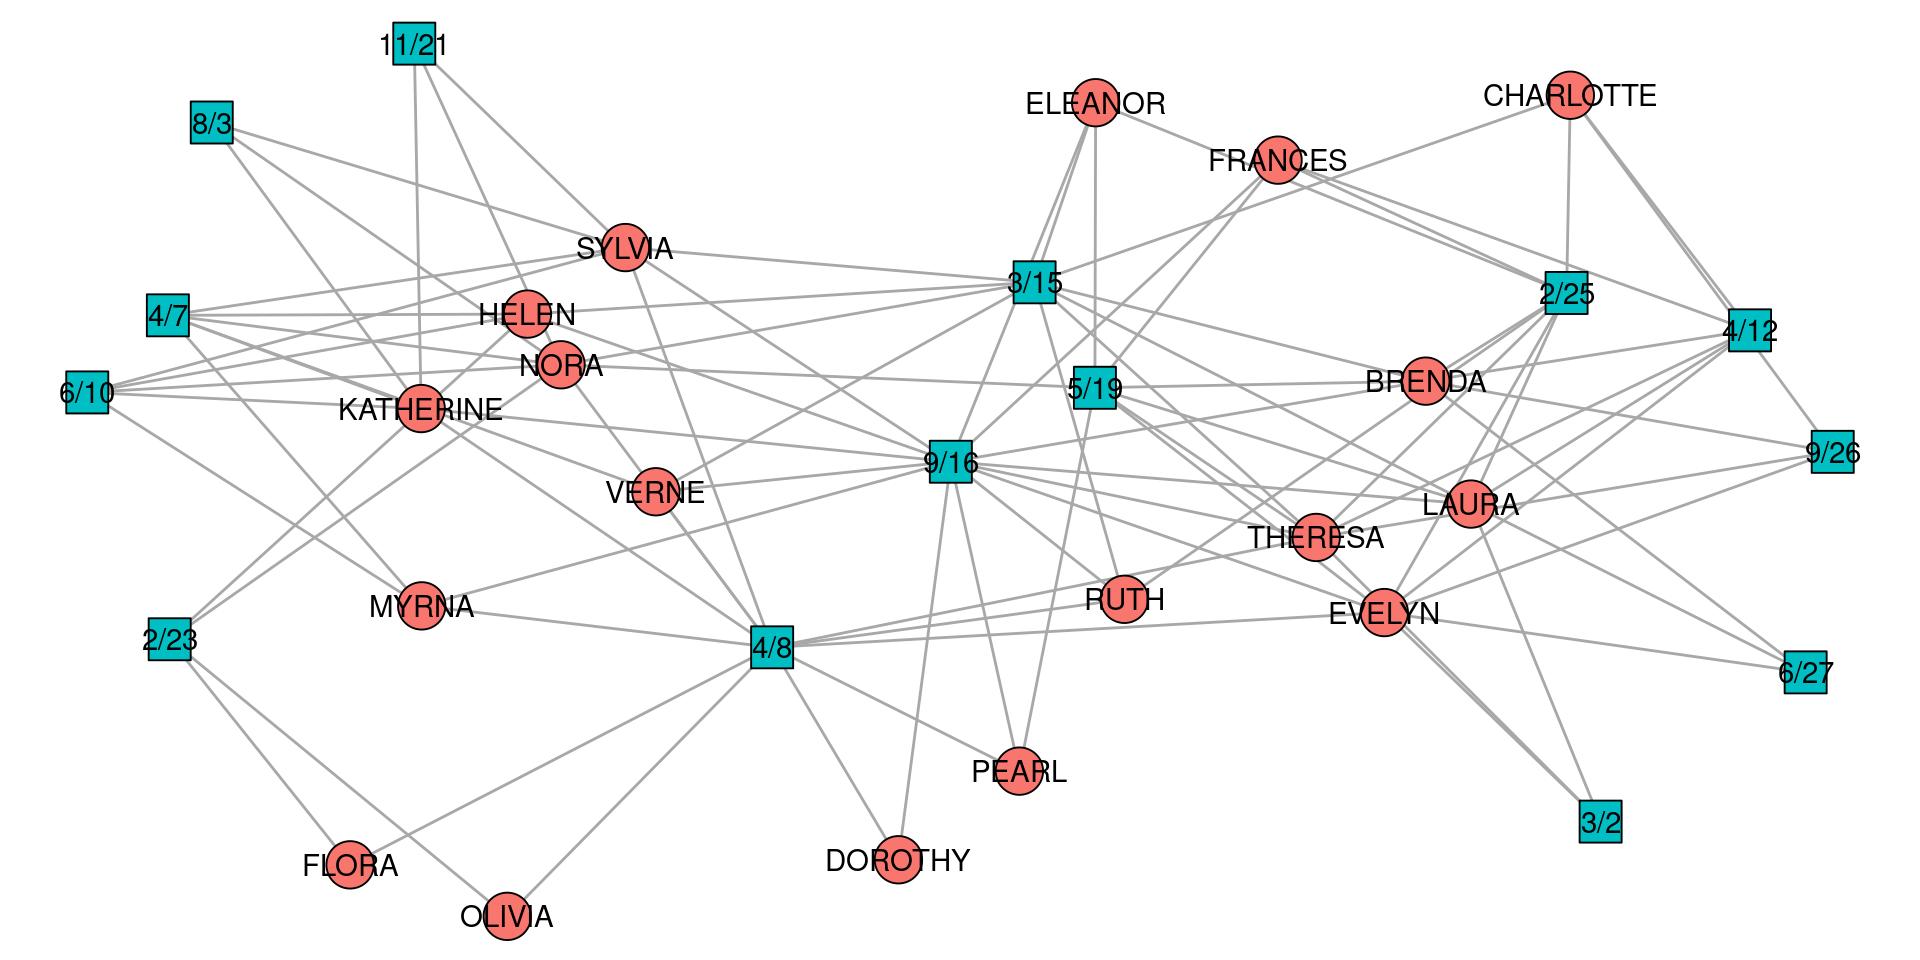 11/21
ELEANOR
CHARLOTTE
8/3
FRANCES
SYLVIA
3/15
2/25
4/7
HELEN
4/12
NORA
6/10
5/19
BRENDA
KATHERINE
9/16
9/26
VERNE
LAURA
THERESA
MYRNA
RUTH
EVELYN
2/23
4/8
6/27
PEARL
3/2
FLORA
DOROTHY
OLIVIA